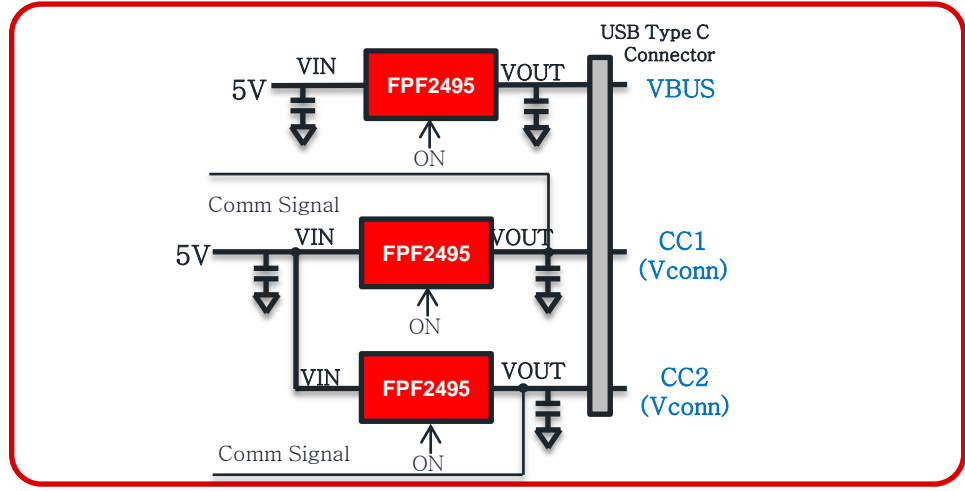 USB Type C
Connector
VIN
FPF2495
VOUT
5V
VBUS
ON
Comm Signal
VIN
FPF2495
VOUT
5V
CC1
(Vconn)
ON
VIN
FPF2495
VOUT
CC2
(Vconn)
Comm Signal
ON